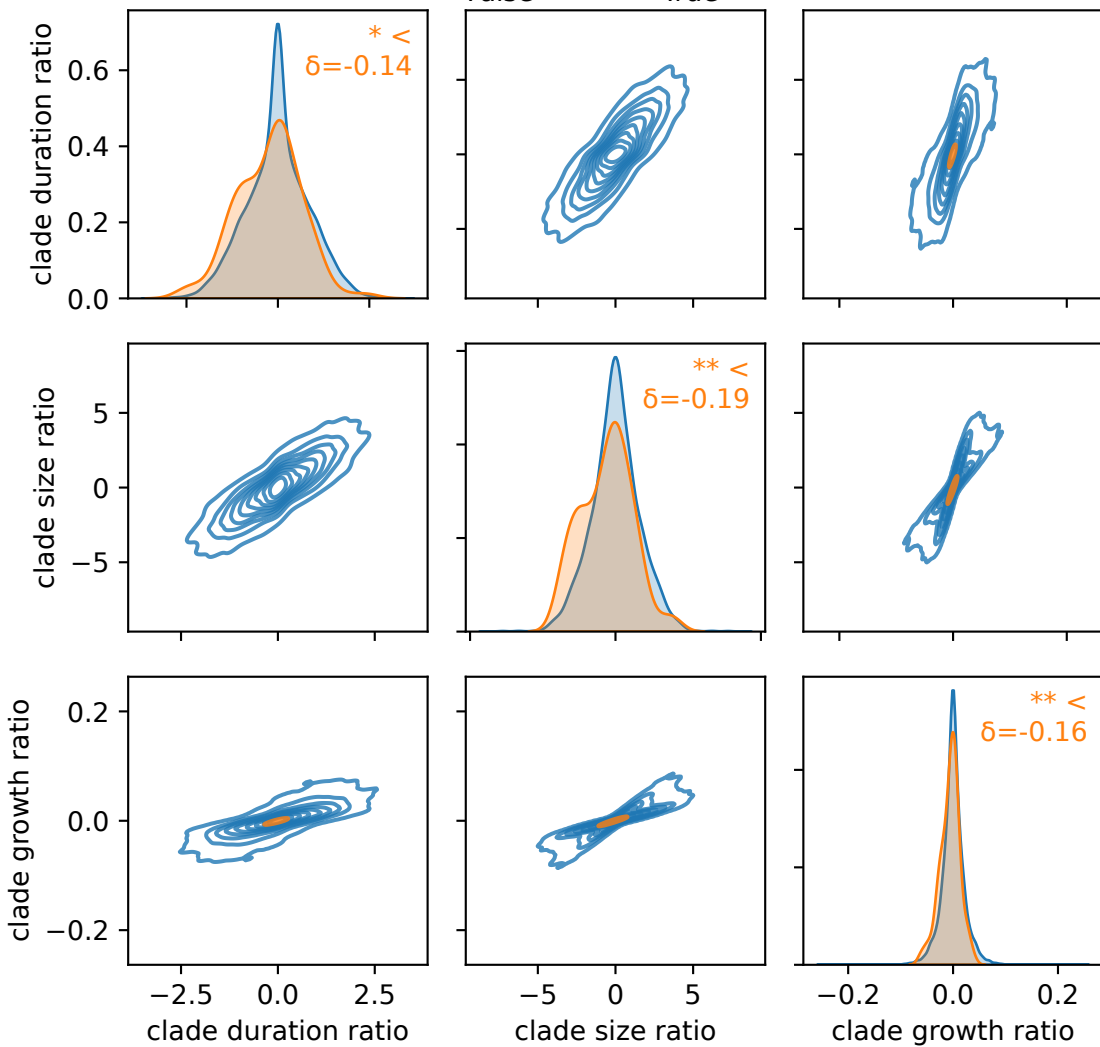 clade duration ratio
0.6
0.4
0.2
0.0
* <
δ=-0.14
clade size ratio
5
0
−5
** <
δ=-0.19
clade growth ratio
0.2
0.0
−0.2
** <
δ=-0.16
−2.5 0.0 2.5
clade duration ratio
−5 0 5
clade size ratio
−0.2 0.0 0.2
clade growth ratio